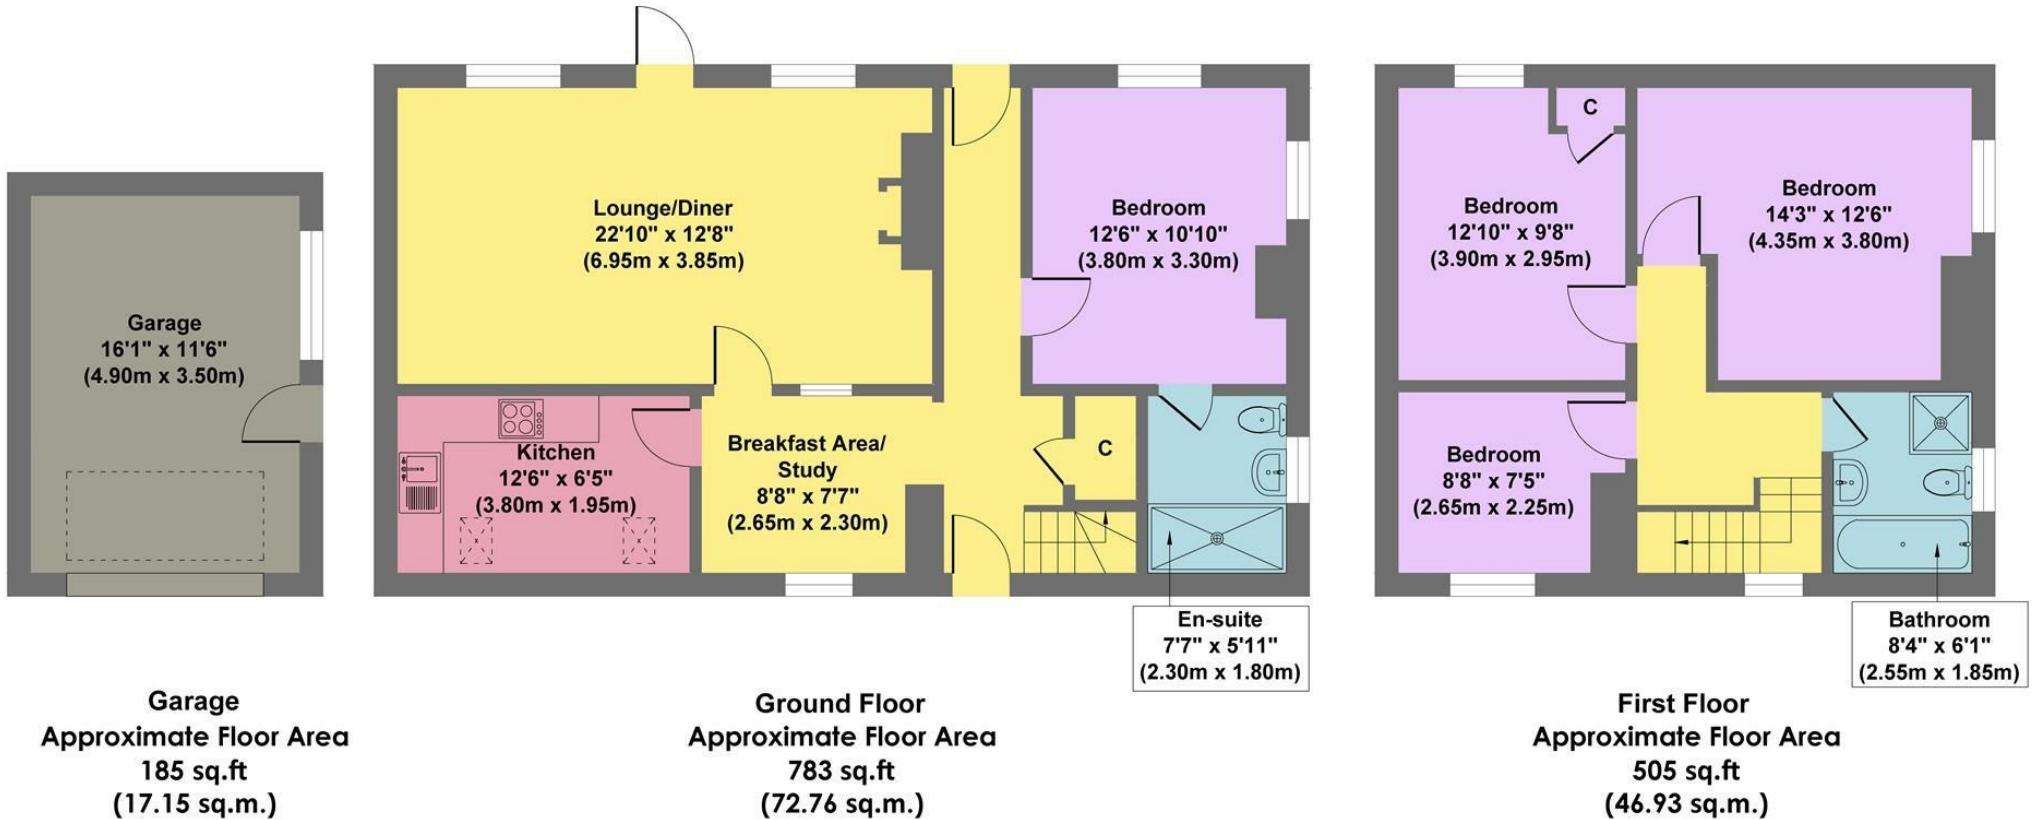 Garage
16'1" x 11'6"
(4.90m x 3.50m)
Lounge/Diner
22'10" x 12'8"
(6.95m x 3.85m)
Bedroom
12'6" x 10'10"
(3.80m x 3.30m)
Kitchen
12'6" x 6'5"
(3.80m x 1.95m)
x
x
Breakfast Area/
Study
8'8" x 7'7"
(2.65m x 2.30m)
C
En-suite
7'7" x 5'11"
(2.30m x 1.80m)
C
Bedroom
12'10" x 9'8"
(3.90m x 2.95m)
Bedroom
14'3" x 12'6"
(4.35m x 3.80m)
Bedroom
8'8" x 7'5"
(2.65m x 2.25m)
Bathroom
8'4" x 6'1"
(2.55m x 1.85m)
Garage
Approximate Floor Area
185 sq.ft
(17.15 sq.m.)
Ground Floor
Approximate Floor Area
783 sq.ft
(72.76 sq.m.)
First Floor
Approximate Floor Area
505 sq.ft
(46.93 sq.m.)